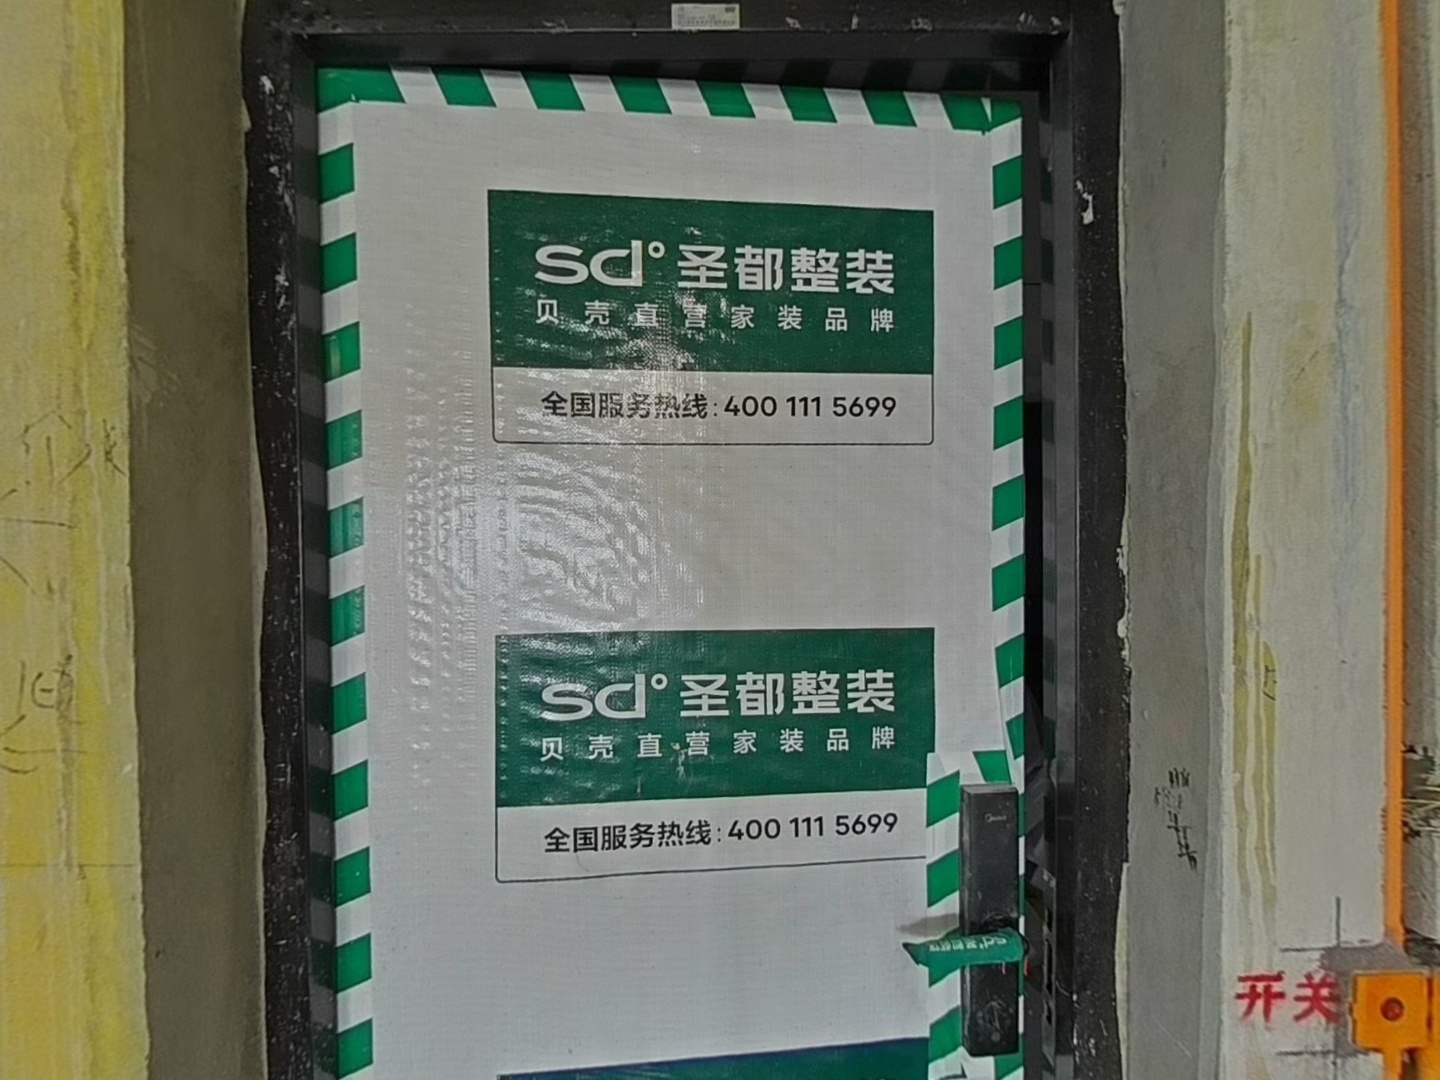 sd°圣都整装
贝壳直营家装品牌
全国服务热线:400 111 5699
sd°圣都整装
贝壳直营家装品牌
全国服务热线:400 111 5699
Midea
开关